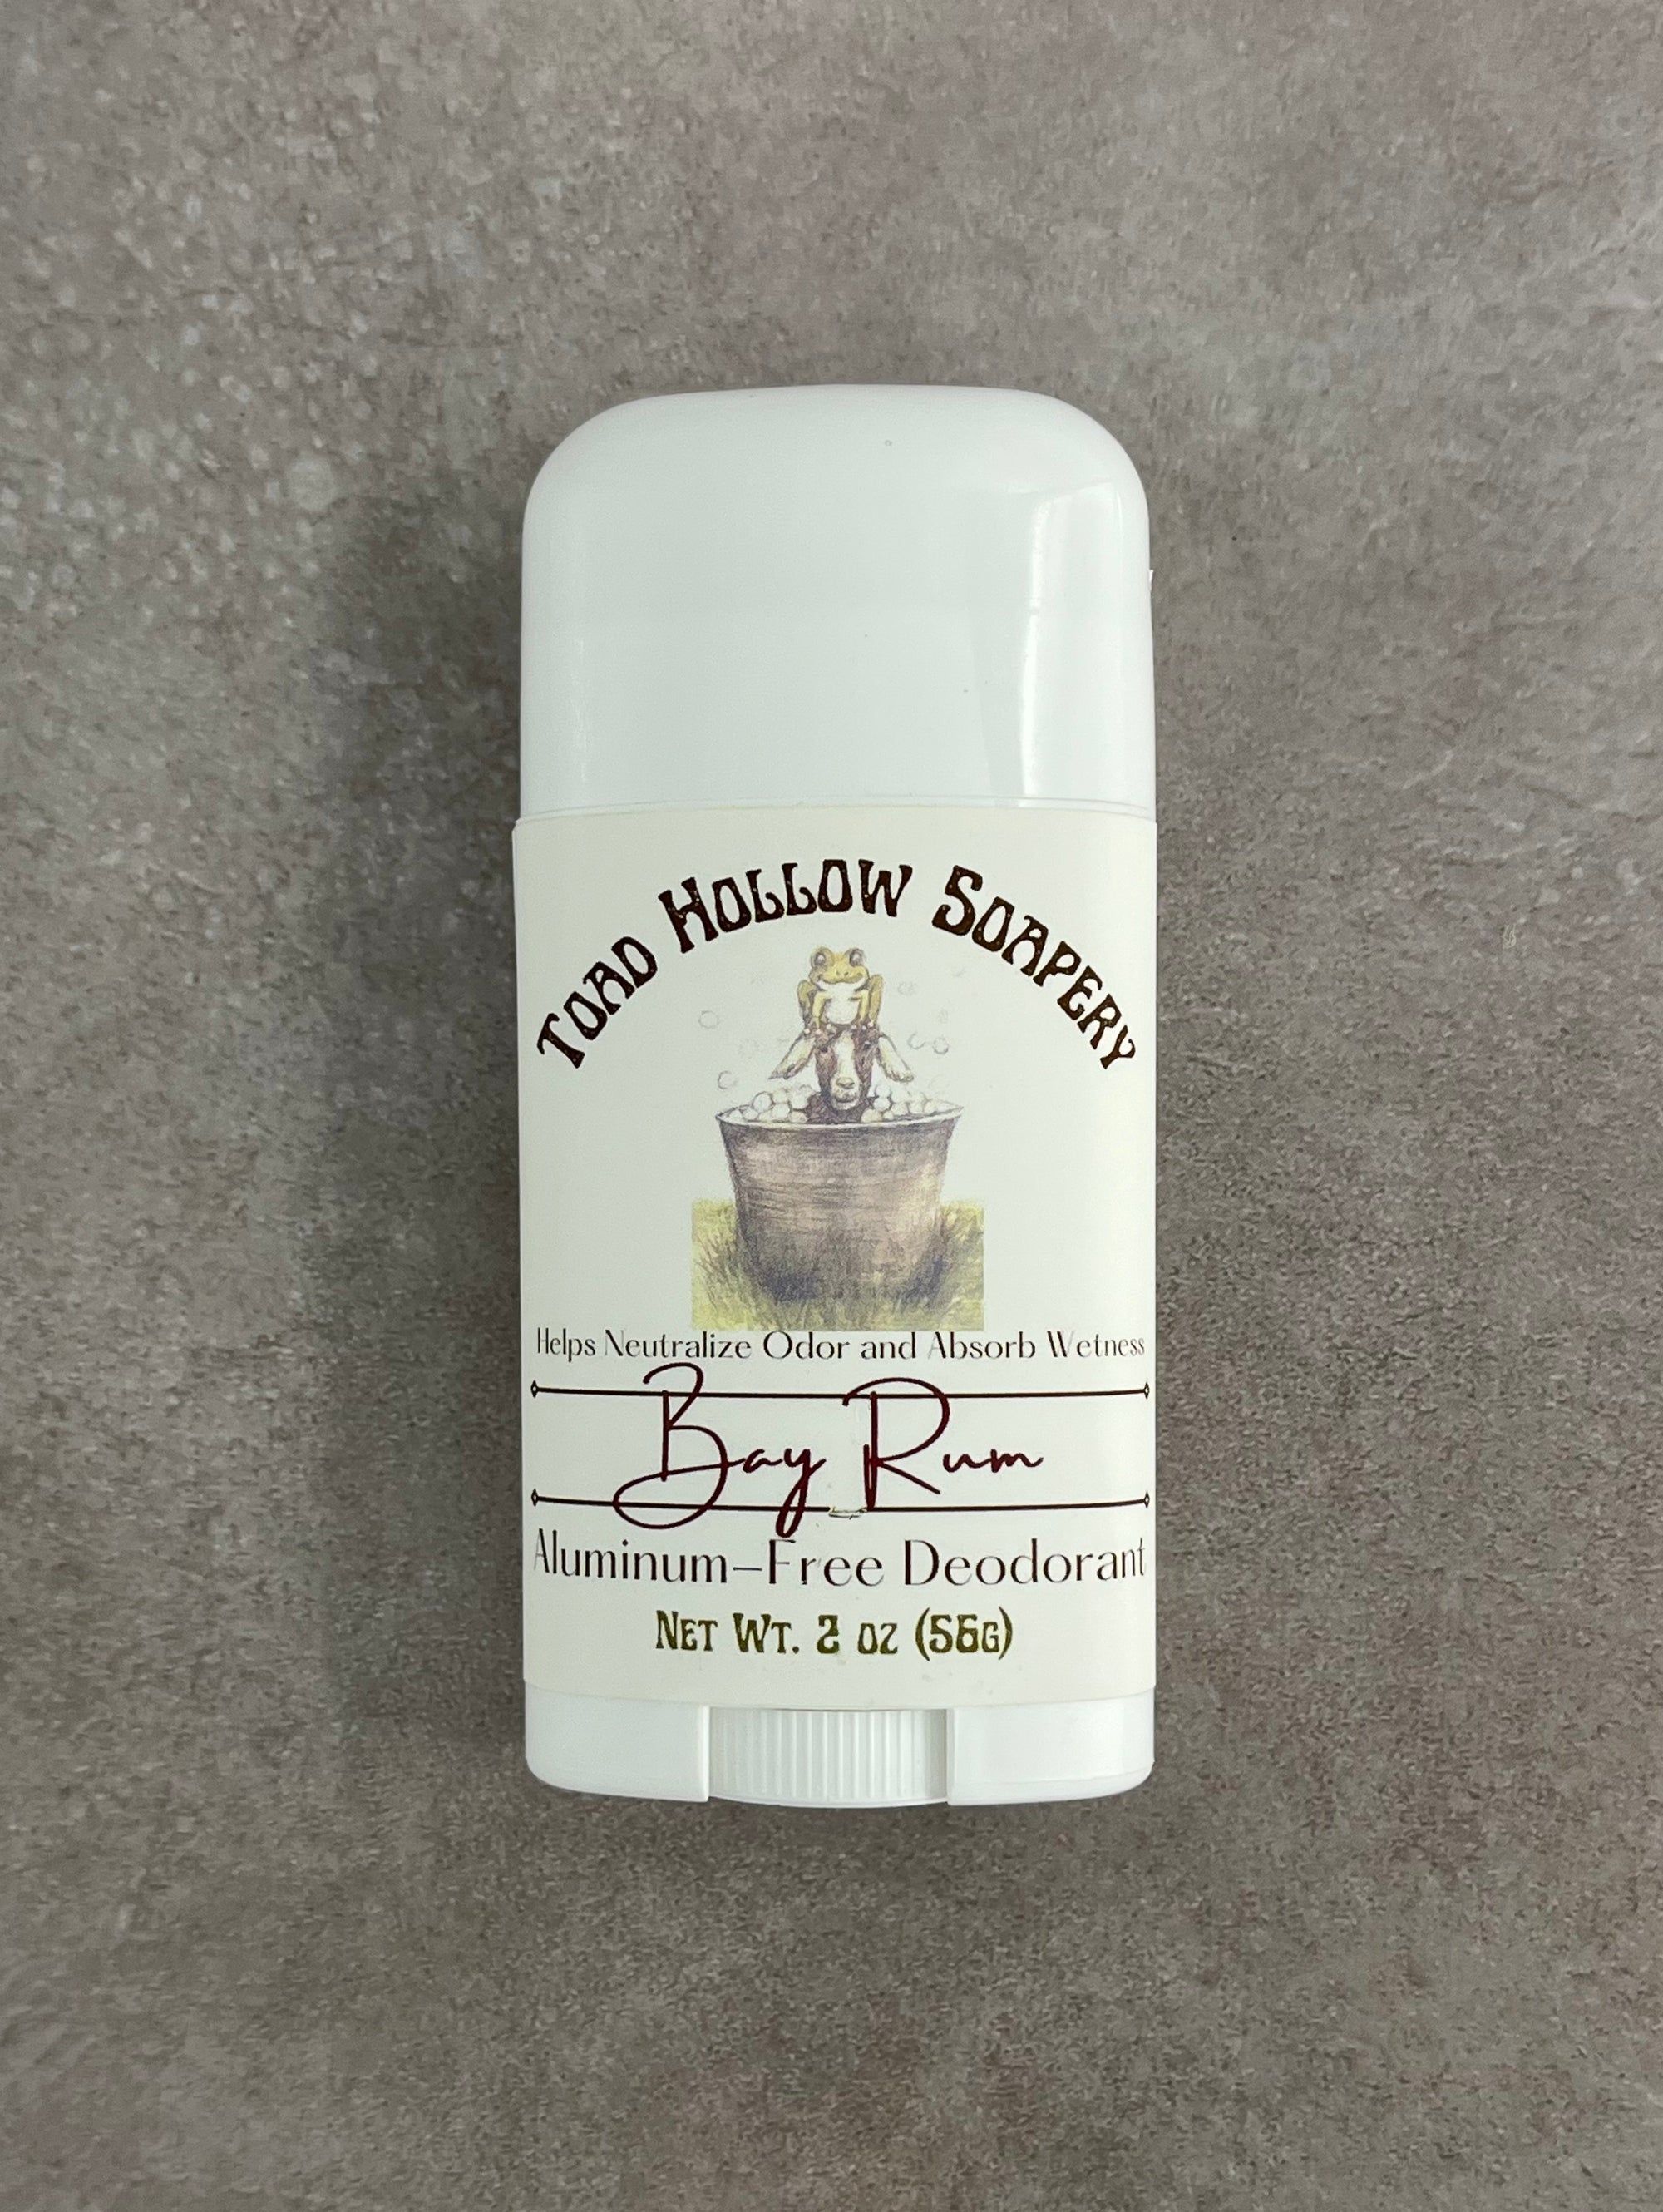 Toad Hollow Soapery
Helps Neutralize Odor and Absorb Wetness
Bay Rum
Aluminum-Free Deodorant
Net Wt. 2 oz (56g)